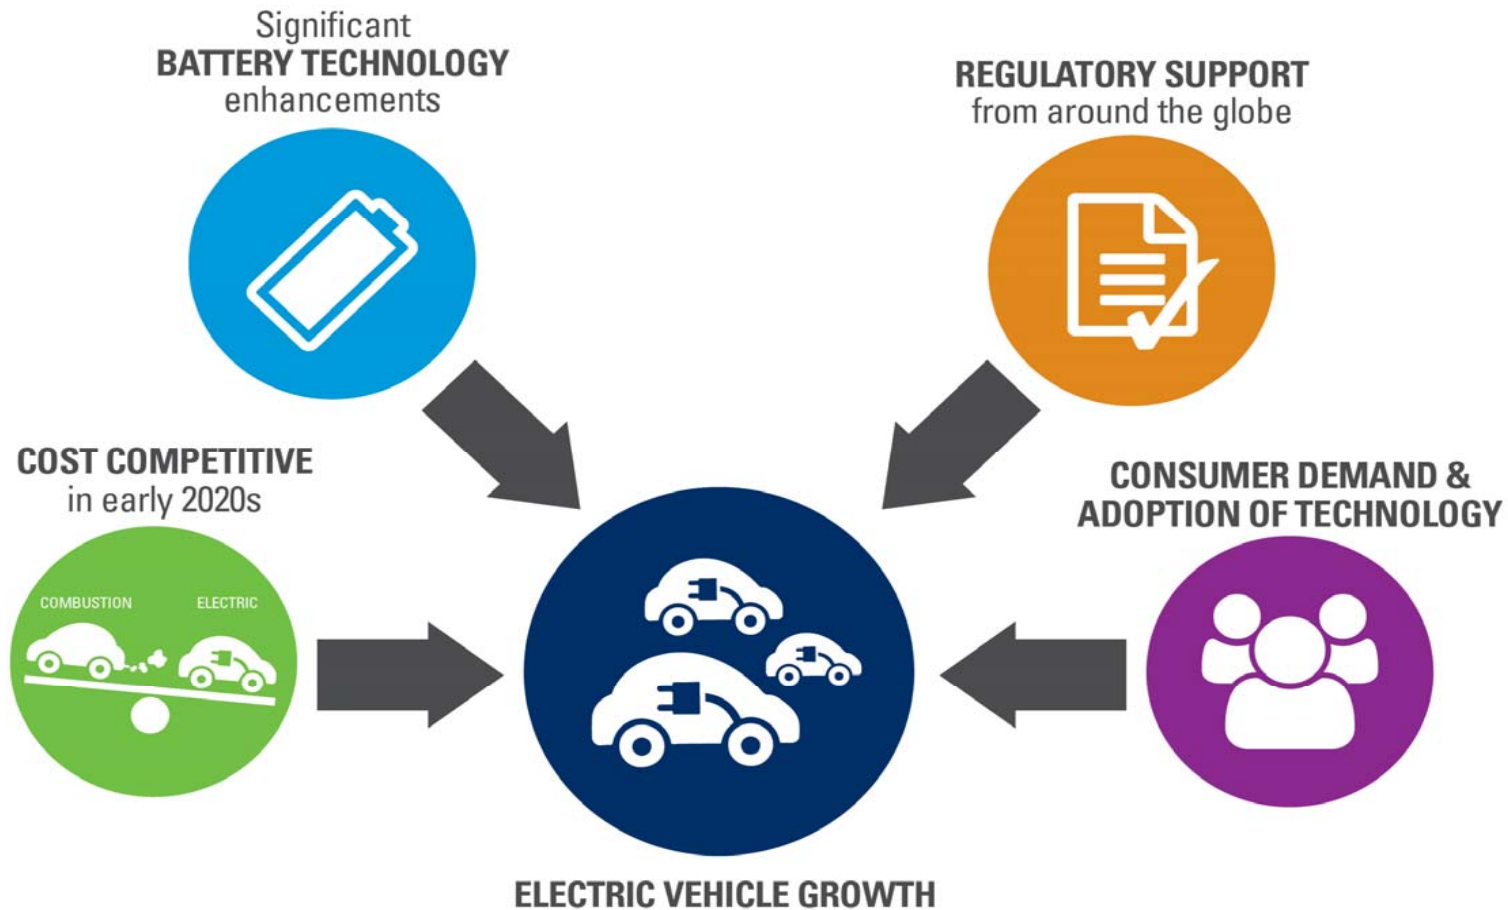 Significant
BATTERY TECHNOLOGY
enhancements
REGULATORY SUPPORT
from around the globe
COST COMPETITIVE
in early 2020s
COMBUSTION
ELECTRIC
CONSUMER DEMAND &
ADOPTION OF TECHNOLOGY
ELECTRIC VEHICLE GROWTH